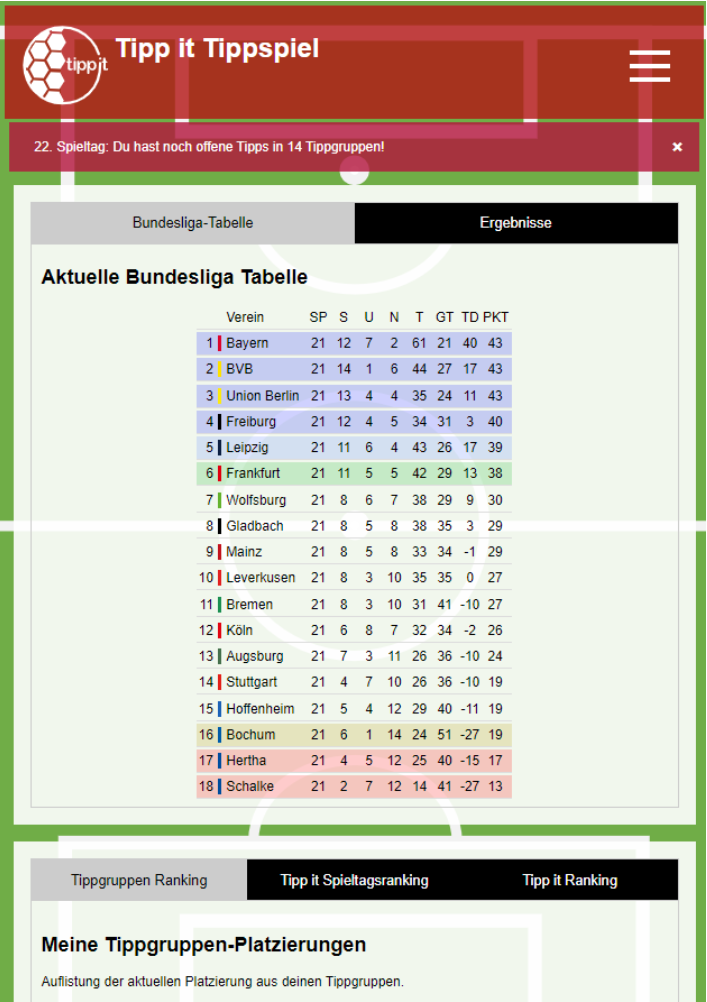 tippit
Tipp it Tippspiel
22. Spieltag: Du hast noch offene Tipps in 14 Tippgruppen! ×
Bundesliga-Tabelle Ergebnisse
Aktuelle Bundesliga Tabelle
Verein SP S U N T GT TD PKT
1 Bayern 21 12 7 2 61 21 40 43
2 BVB 21 14 1 6 44 27 17 43
3 Union Berlin 21 13 4 4 35 24 11 43
4 Freiburg 21 12 4 5 34 31 3 40
5 Leipzig 21 11 6 4 43 26 17 39
6 Frankfurt 21 11 5 5 42 29 13 38
7 Wolfsburg 21 8 6 7 38 29 9 30
8 Gladbach 21 8 5 8 38 35 3 29
9 Mainz 21 8 5 8 33 34 -1 29
10 Leverkusen 21 8 3 10 35 35 0 27
11 Bremen 21 8 3 10 31 41 -10 27
12 Köln 21 6 8 7 32 34 -2 26
13 Augsburg 21 7 3 11 26 36 -10 24
14 Stuttgart 21 4 7 10 26 36 -10 19
15 Hoffenheim 21 5 4 12 29 40 -11 19
16 Bochum 21 6 1 14 24 51 -27 19
17 Hertha 21 4 5 12 25 40 -15 17
18 Schalke 21 2 7 12 14 41 -27 13
Tippgruppen Ranking Tipp it Spieltagsranking Tipp it Ranking
Meine Tippgruppen-Platzierungen
Auflistung der aktuellen Platzierung aus deinen Tippgruppen.